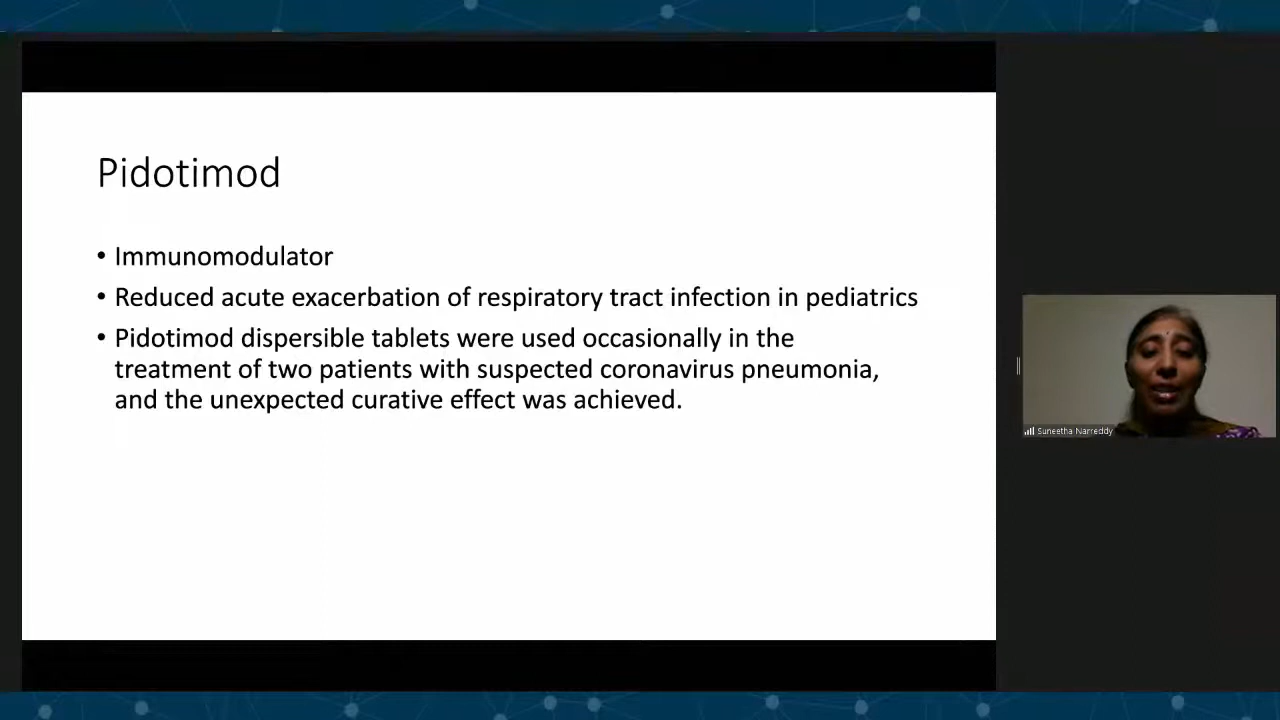 Pidotimod
• Immunomodulator
• Reduced acute exacerbation of respiratory tract infection in pediatrics
• Pidotimod dispersible tablets were used occasionally in the
treatment of two patients with suspected coronavirus pneumonia,
and the unexpected curative effect was achieved.
Suneetha Narreddy